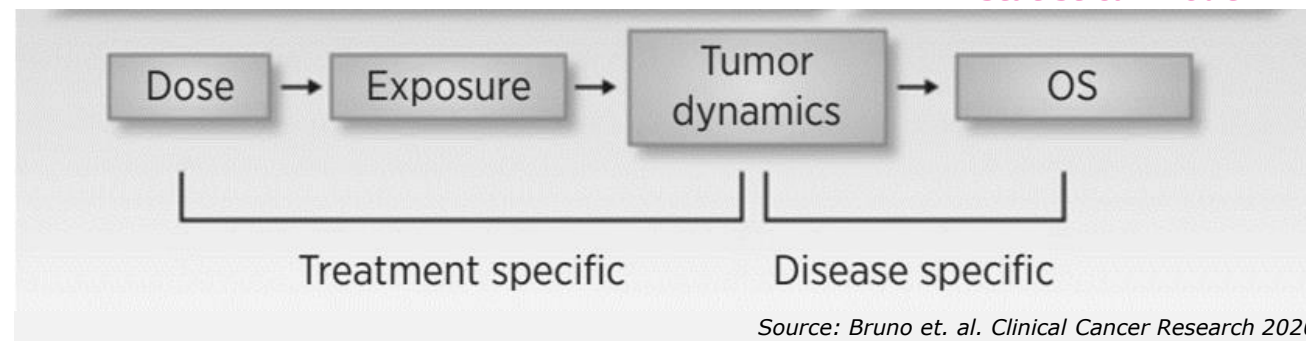 Dose
Exposure
Tumor
dynamics
OS
Treatment specific
Disease specific
Source: Bruno et. al. Clinical Cancer Research